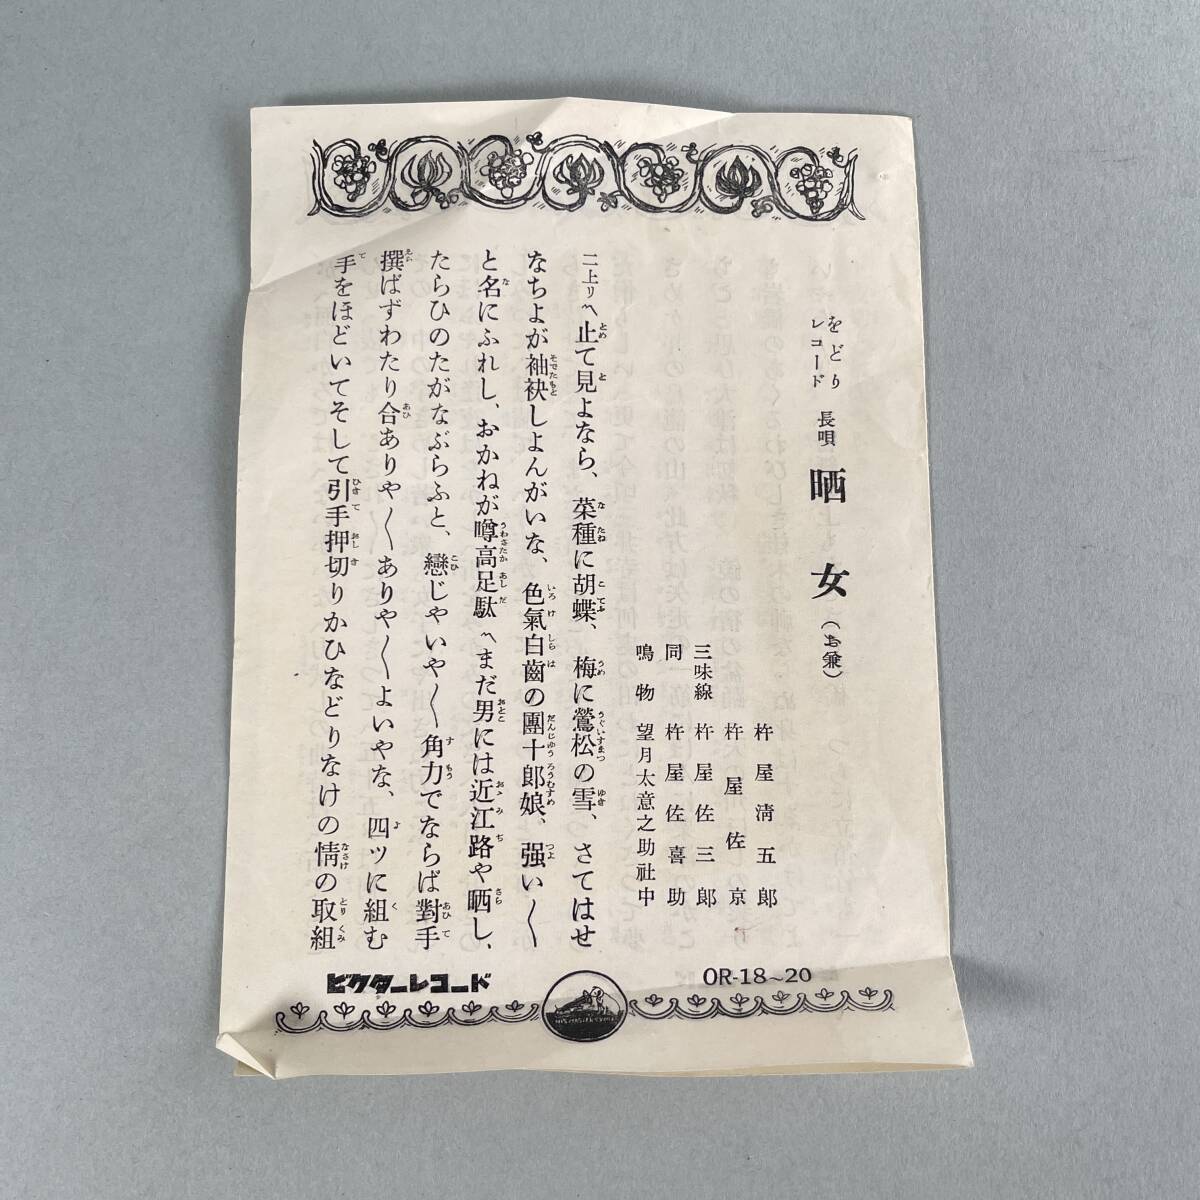 をどり
レコード
長唄 晒女(お兼)
杵屋淸五郎
杵屋佐京
三味線 杵屋佐三郎
同 杵屋佐喜助
鳴物 望月太意之助社中
二上リ〽止て見よなら、菜種に胡蝶、梅に鶯松の雪、さてはせ
なちよが袖袂しよんがいな、色氣白齒の團十郎娘、强い〱
と名にふれし、おかねが噂高足駄〽まだ男には近江路や晒し、
たらひのたがなぶらふと、戀じやいや〱角力でならば對手
撰ばずわたり合ありや〱ありや〱よいやな、四ツに組む
手をほどいてそして引手押切りかひなどりなけの情の取組
OR-18~20
ビクターレコード